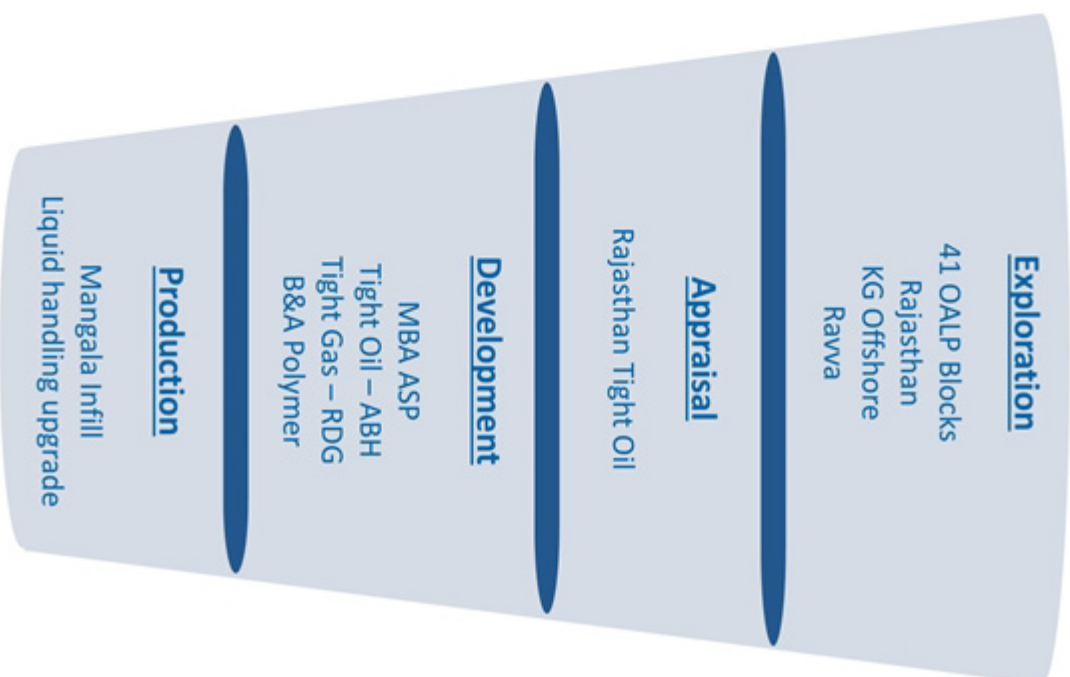 Exploration
41 OALP Blocks
Rajasthan
KG Offshore
Ravva
Appraisal
Rajasthan Tight Oil
Development
MBA ASP
Tight Oil – ABH
Tight Gas – RDG
B&A Polymer
Production
Mangala Infill
Liquid handling upgrade